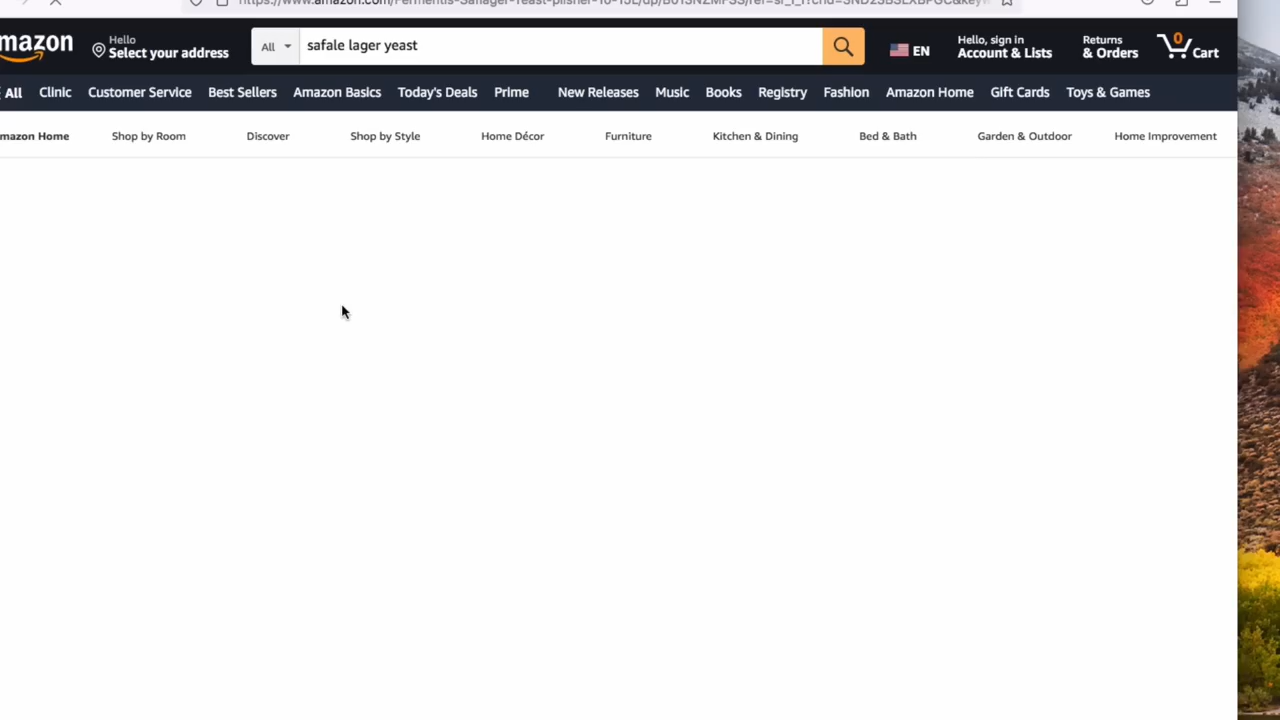 mazon
Hello
Select your address
All
safale lager yeast
EN
Hello, sign in
Account & Lists
Returns
& Orders
0
Cart
All
Clinic
Customer Service
Best Sellers
Amazon Basics
Today's Deals
Prime
New Releases
Music
Books
Registry
Fashion
Amazon Home
Gift Cards
Toys & Games
mazon Home
Shop by Room
Discover
Shop by Style
Home Décor
Furniture
Kitchen & Dining
Bed & Bath
Garden & Outdoor
Home Improvement